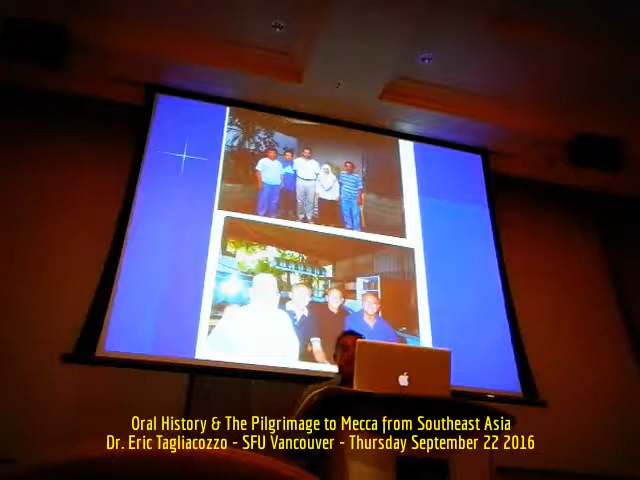 Oral History & The Pilgrimage to Mecca from Southeast Asia
Dr. Eric Tagliacozzo - SFU Vancouver - Thursday September 22 2016